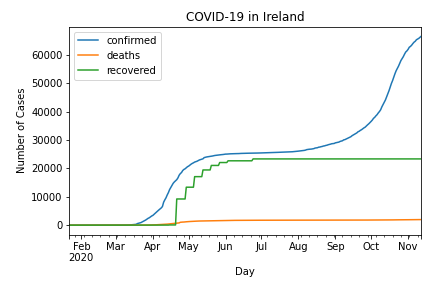 COVID-19 in Ireland
confirmed
deaths
recovered
Number of Cases
60000
50000
40000
30000
20000
10000
0
Feb Mar Apr May Jun Jul Aug Sep Oct Nov
2020
Day